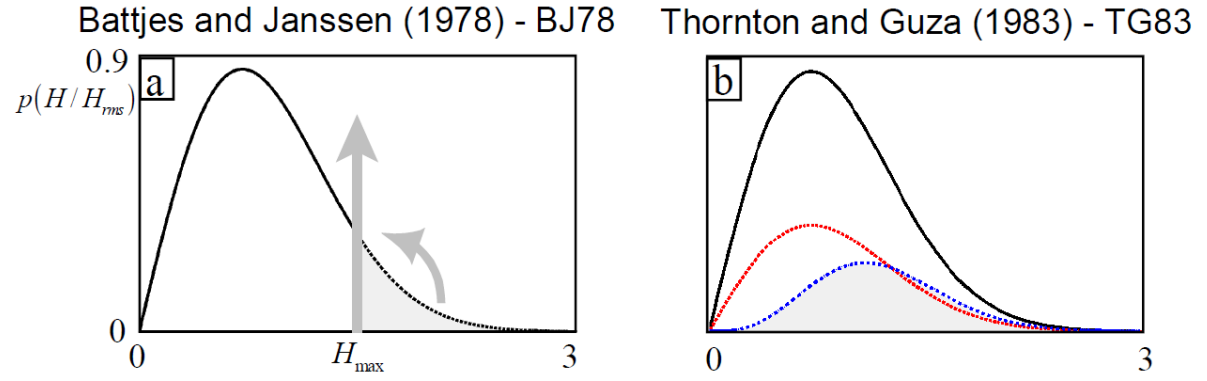 Battjes and Janssen (1978) - BJ78
0.9
a
p(H/H_rms)
0
0
H_max
3
Thornton and Guza (1983) - TG83
b
0
3